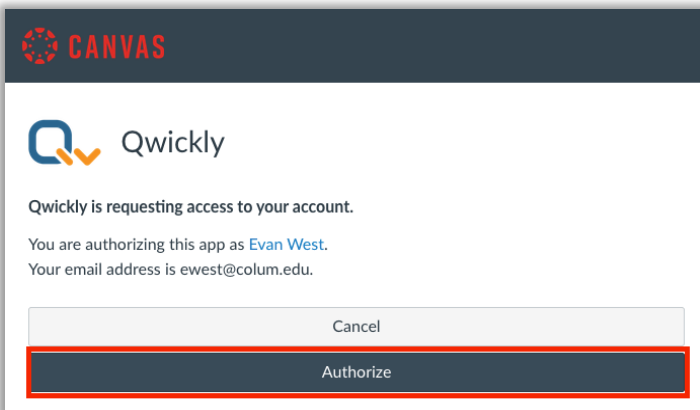 CANVAS
Qwickly
Qwickly is requesting access to your account.
You are authorizing this app as Evan West.
Your email address is ewest@colum.edu.
Cancel
Authorize